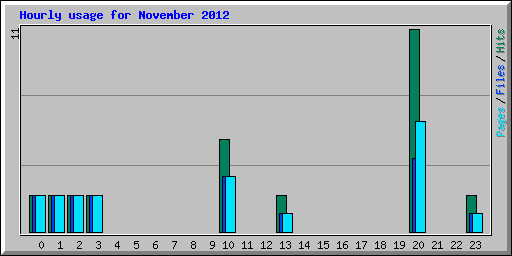 Hourly usage for November 2012
11
Pages/Files/Hits
0 1 2 3 4 5 6 7 8 9 10 11 12 13 14 15 16 17 18 19 20 21 22 23